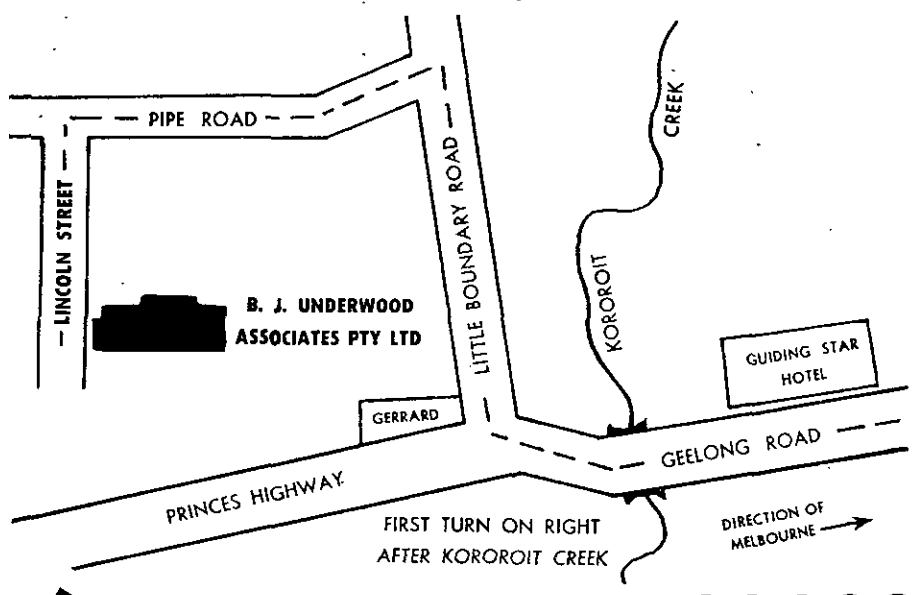 PIPE ROAD
LINCOLN STREET
B. J. UNDERWOOD
ASSOCIATES PTY LTD
LITTLE BOUNDARY ROAD
KOROROIT
CREEK
GUIDING STAR
HOTEL
GERRARD
GEELONG ROAD
PRINCES HIGHWAY
FIRST TURN ON RIGHT
AFTER KOROROIT CREEK
DIRECTION OF
MELBOURNE